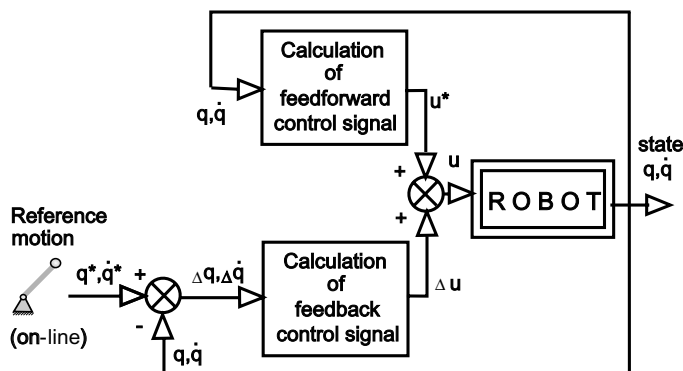 Calculation
of
feedforward
control signal
q,q̇
u*
+
u
state
q,q̇
ROBOT
+
Reference
motion
q*,q̇*
+
Δq,Δq̇
Calculation
of
feedback
control signal
Δu
(on-line)
-
q,q̇